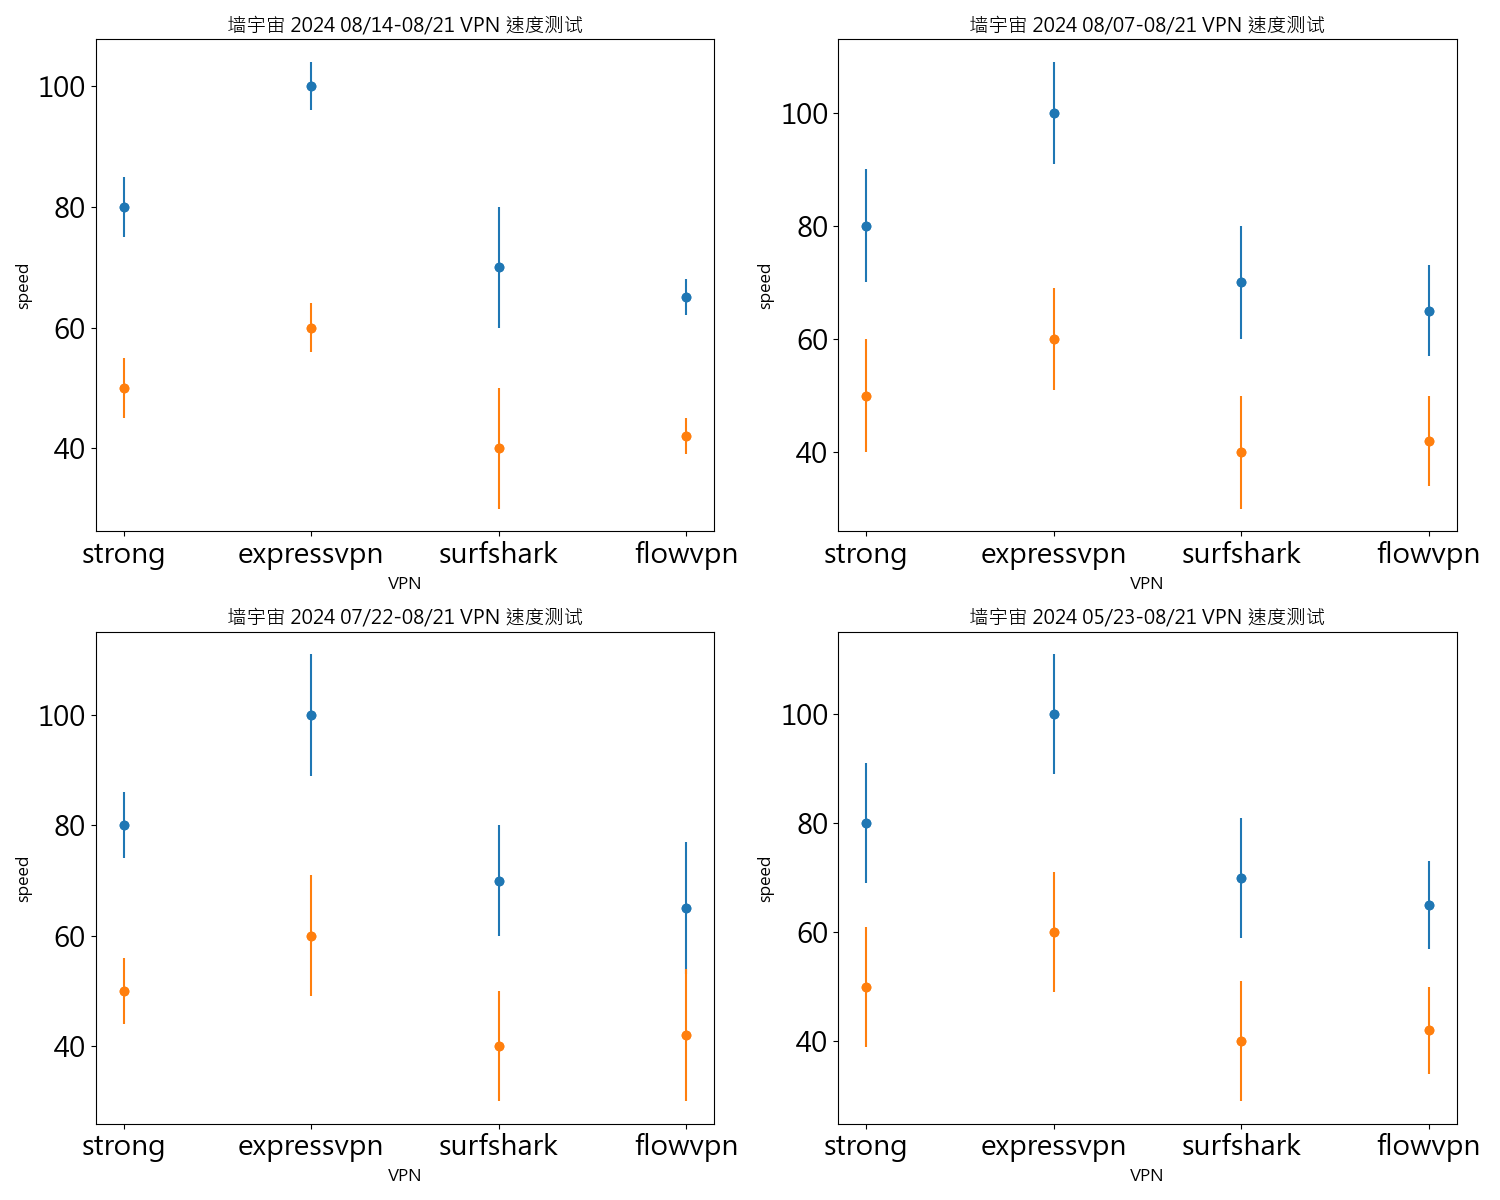 墙宇宙 2024 08/14-08/21 VPN 速度测试
100
80
60
40
speed
strong expressvpn surfshark flowvpn
VPN
墙宇宙 2024 08/07-08/21 VPN 速度测试
100
80
60
40
speed
strong expressvpn surfshark flowvpn
VPN
墙宇宙 2024 07/22-08/21 VPN 速度测试
100
80
60
40
speed
strong expressvpn surfshark flowvpn
VPN
墙宇宙 2024 05/23-08/21 VPN 速度测试
100
80
60
40
speed
strong expressvpn surfshark flowvpn
VPN